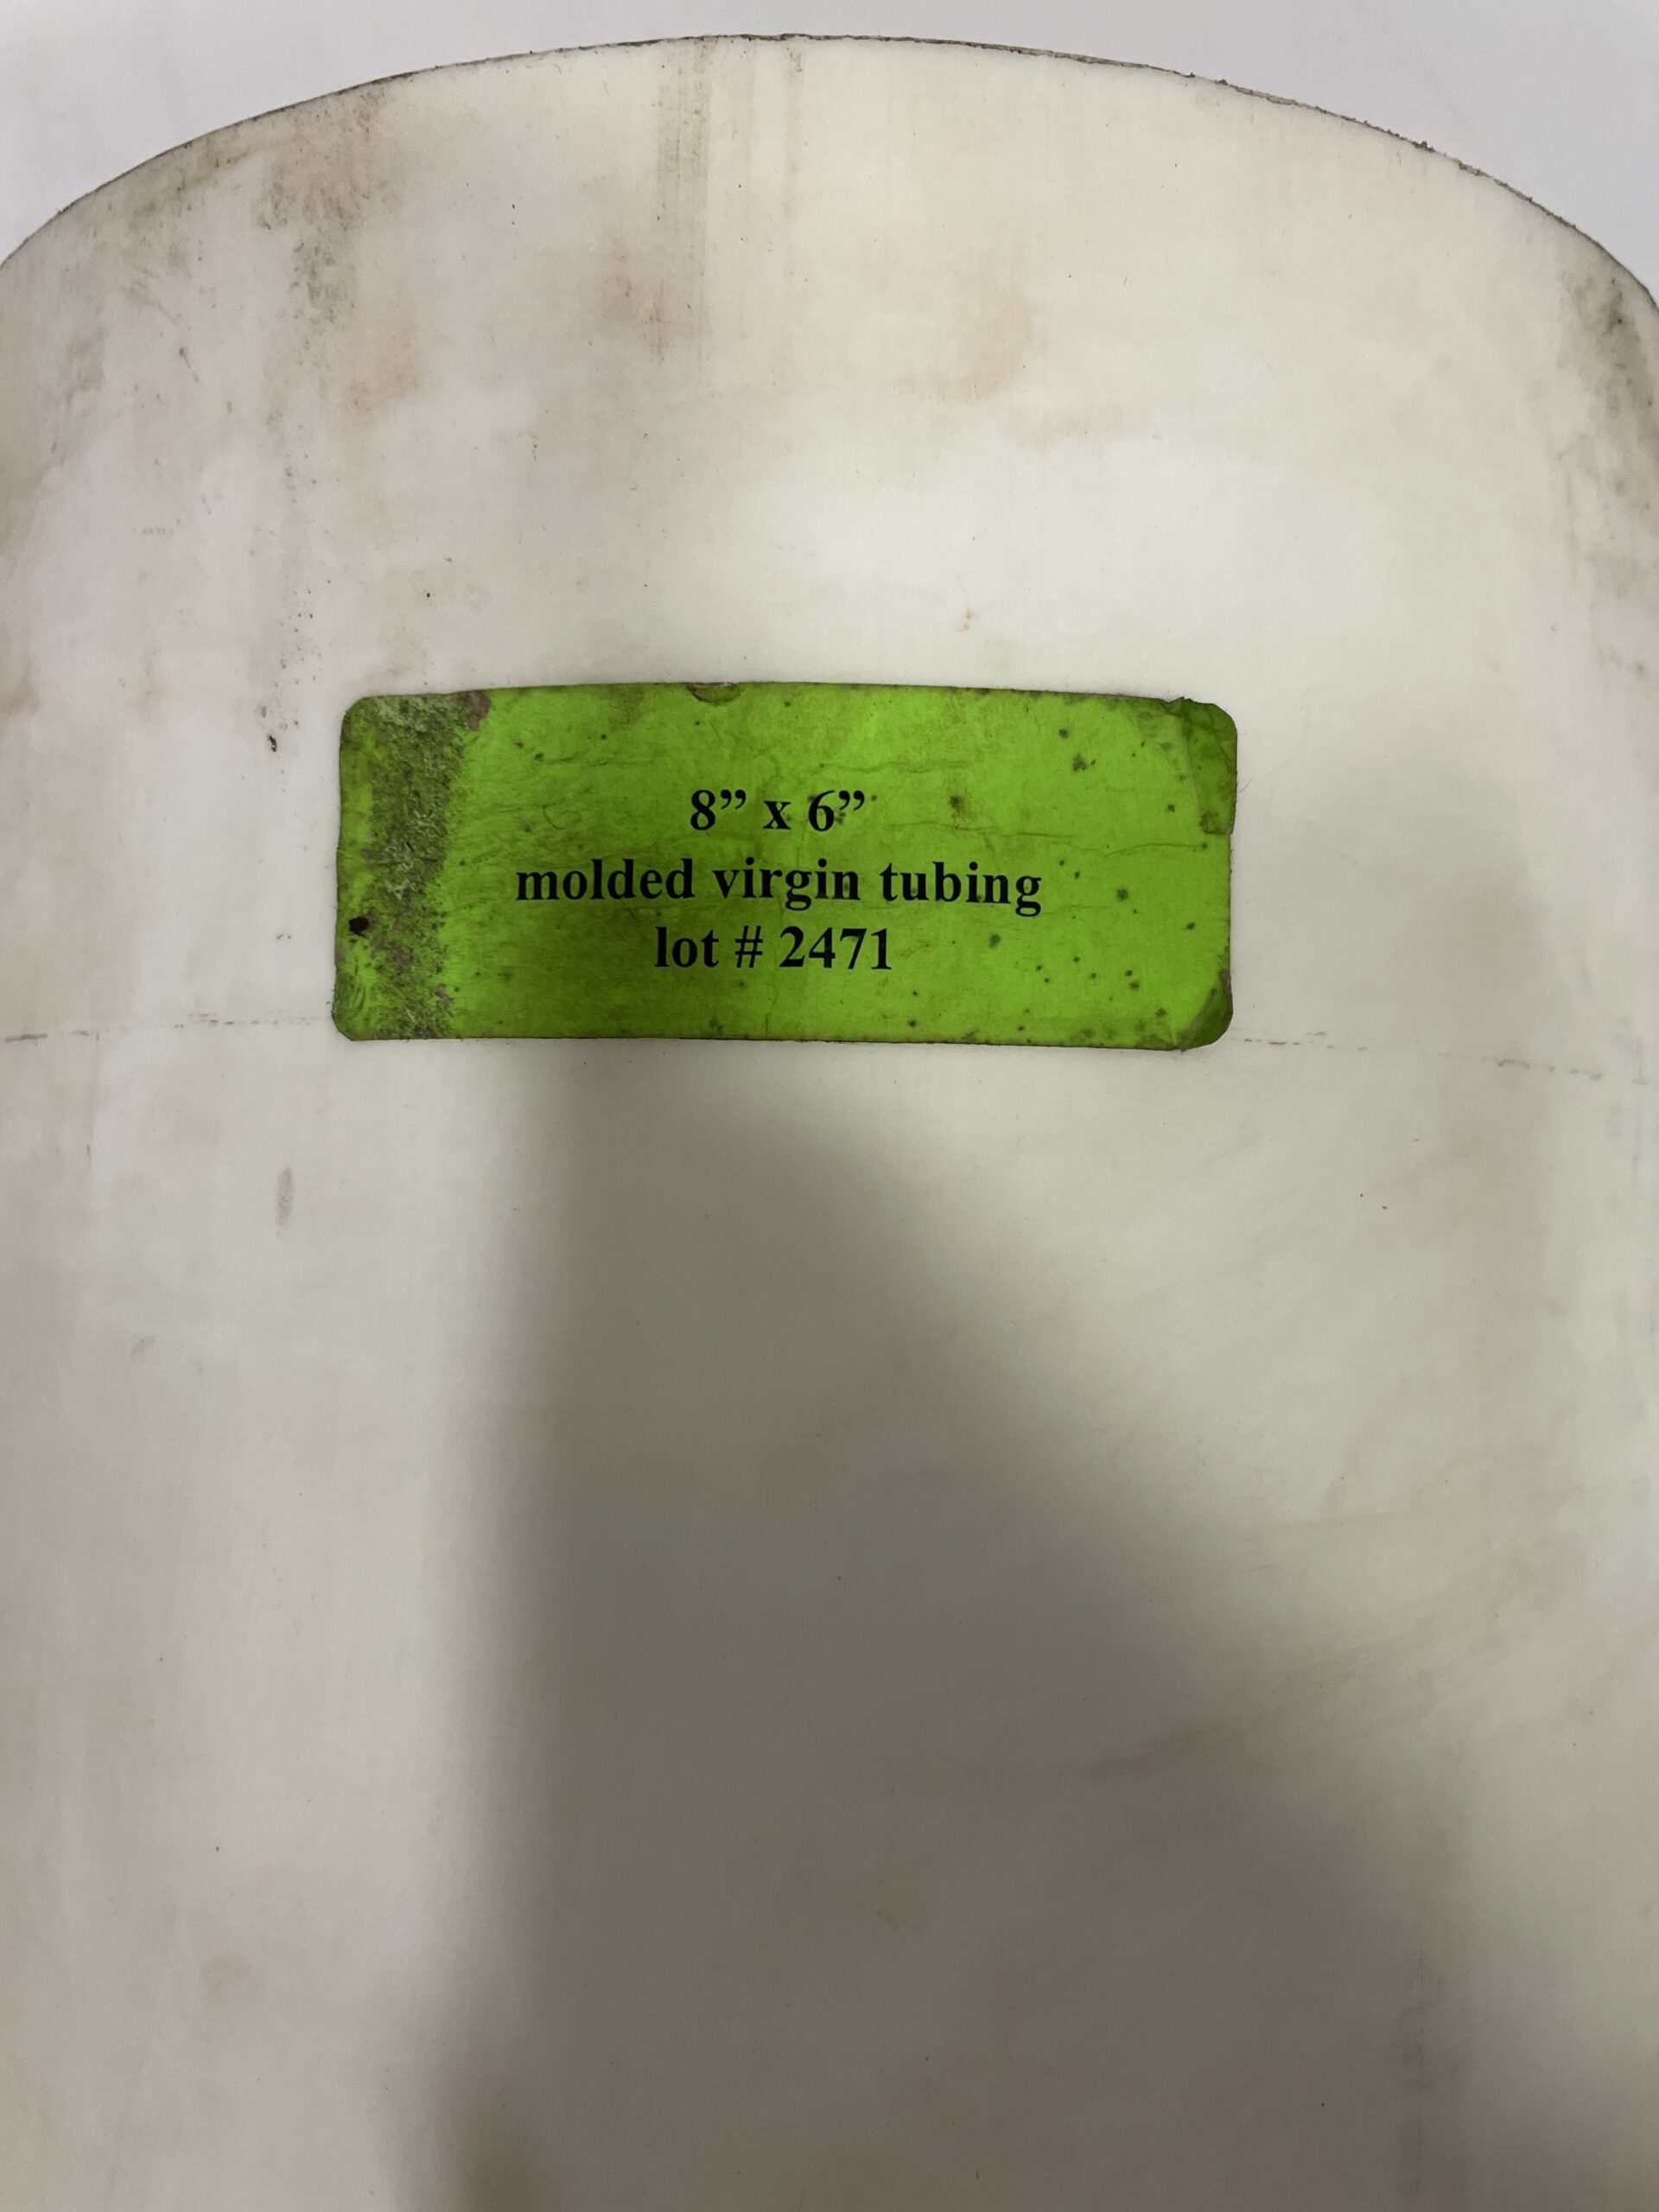 8” x 6”
molded virgin tubing
lot # 2471